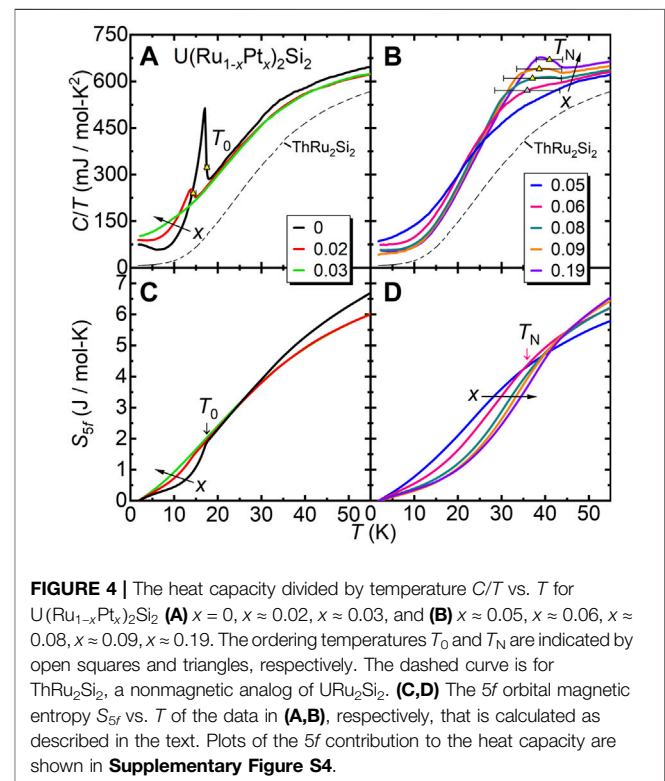 A
U(Ru₁₋ₓPtₓ)₂Si₂
T₀
ThRu₂Si₂
x
0
0.02
0.03
C/T (mJ / mol-K²)
750
600
450
300
150
0
B
T_N
x
ThRu₂Si₂
0.05
0.06
0.08
0.09
0.19
C
T₀
x
S₅f (J / mol-K)
7
6
5
4
3
2
1
0
0 10 20 30 40 50
D
T_N
x
0 10 20 30 40 50
T (K)
FIGURE 4 | The heat capacity divided by temperature C/T vs. T for
U(Ru₁₋ₓPtₓ)₂Si₂ (A) x = 0, x ≈ 0.02, x ≈ 0.03, and (B) x ≈ 0.05, x ≈ 0.06, x ≈
0.08, x ≈ 0.09, x ≈ 0.19. The ordering temperatures T₀ and T_N are indicated by
open squares and triangles, respectively. The dashed curve is for
ThRu₂Si₂, a nonmagnetic analog of URu₂Si₂. (C,D) The 5f orbital magnetic
entropy S₅f vs. T of the data in (A,B), respectively, that is calculated as
described in the text. Plots of the 5f contribution to the heat capacity are
shown in Supplementary Figure S4.